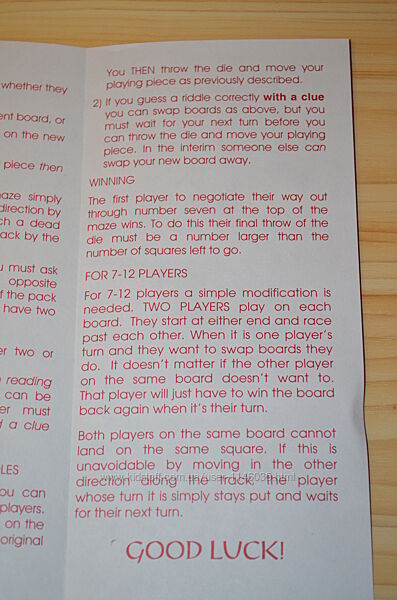 whether they
ent board, or
on the new
piece then
aze simply
direction by
ch a dead
ack by the
u must ask
opposite
f the pack
have two
er two or
n reading
can be
er must
d a clue
LES
ou can
players.
on the
original
You THEN throw the die and move your
playing piece as previously described.
2) If you guess a riddle correctly with a clue
you can swap boards as above, but you
must wait for your next turn before you
can throw the die and move your playing
piece. In the interim someone else can
swap your new board away.
WINNING
The first player to negotiate their way out
through number seven at the top of the
maze wins. To do this their final throw of the
die must be a number larger than the
number of squares left to go.
FOR 7-12 PLAYERS
For 7-12 players a simple modification is
needed. TWO PLAYERS play on each
board. They start at either end and race
past each other. When it is one player's
turn and they want to swap boards they
do. It doesn't matter if the other player
on the same board doesn't want to.
That player will just have to win the board
back again when it's their turn.
Both players on the same board cannot
land on the same square. If this is
unavoidable by moving in the other
direction along the track, the player
whose turn it is simply stays put and waits
for their next turn.
GOOD LUCK!